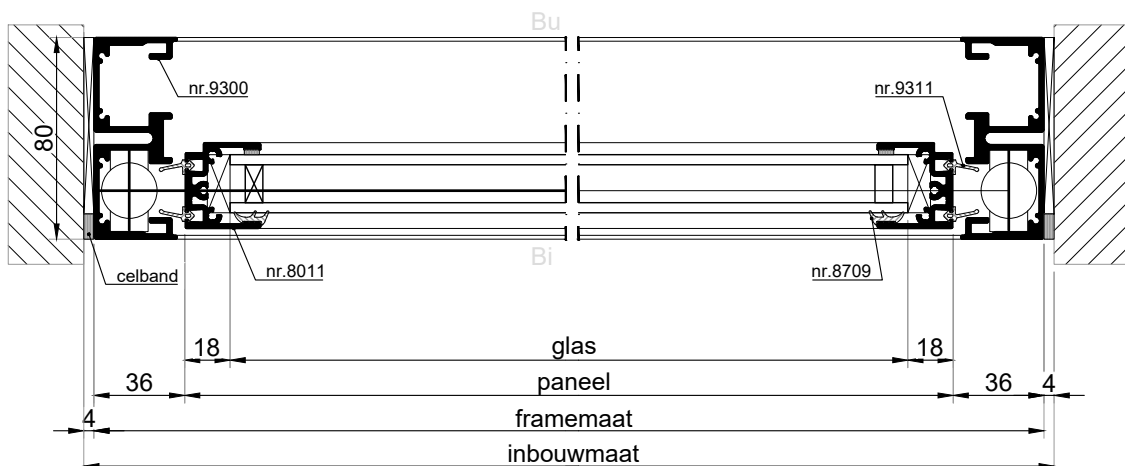 Bu
nr.9300
nr.9311
80
Bi
celband
nr.8011
nr.8709
18
glas
18
36
paneel
36
4
4
framemaat
inbouwmaat